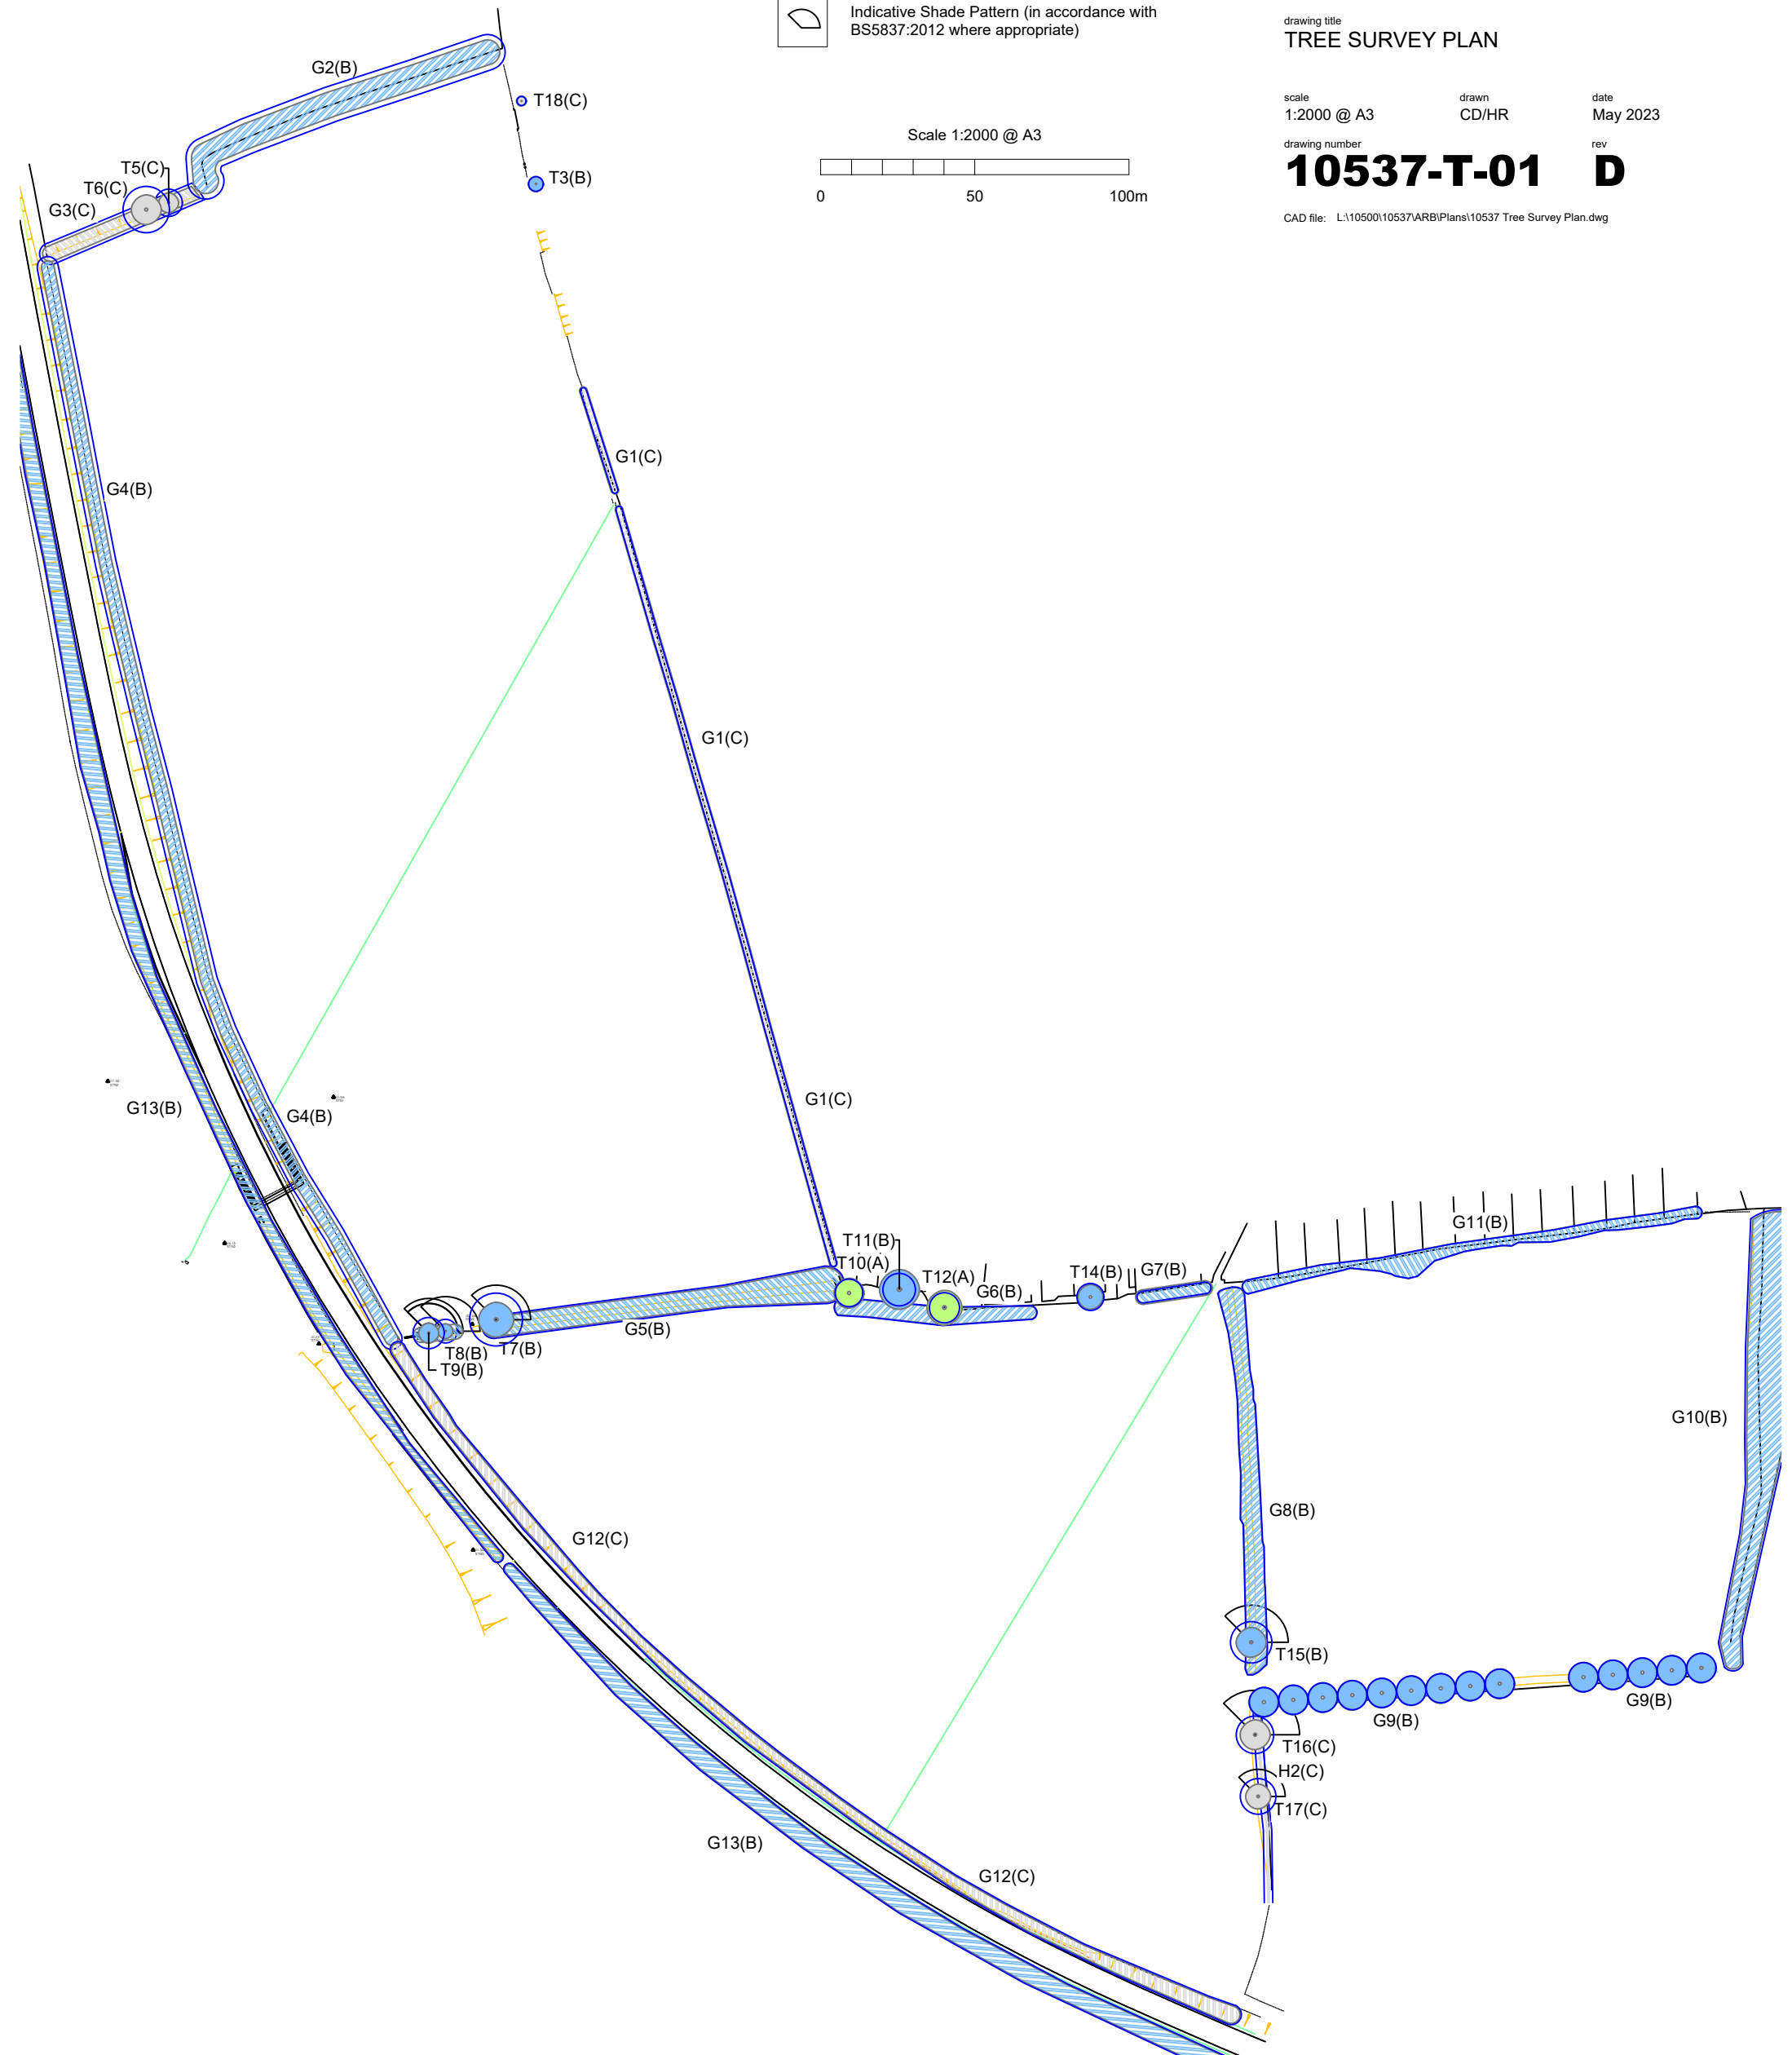 Indicative Shade Pattern (in accordance with
BS5837:2012 where appropriate)
drawing title
TREE SURVEY PLAN
scale
1:2000 @ A3
drawn
CD/HR
date
May 2023
drawing number
10537-T-01
rev
D
CAD file: L:\10500\10537\ARB\Plans\10537 Tree Survey Plan.dwg
Scale 1:2000 @ A3
0 50 100m
G2(B)
T18(C)
T5(C)
T3(B)
T6(C)
G3(C)
G1(C)
G4(B)
G1(C)
G1(C)
G13(B)
G4(B)
G11(B)
T11(B)
T10(A)
T12(A)
T14(B)
G7(B)
G6(B)
G5(B)
T7(B)
T8(B)
T9(B)
G10(B)
G8(B)
G12(C)
T15(B)
G9(B)
G9(B)
T16(C)
H2(C)
T17(C)
G13(B)
G12(C)